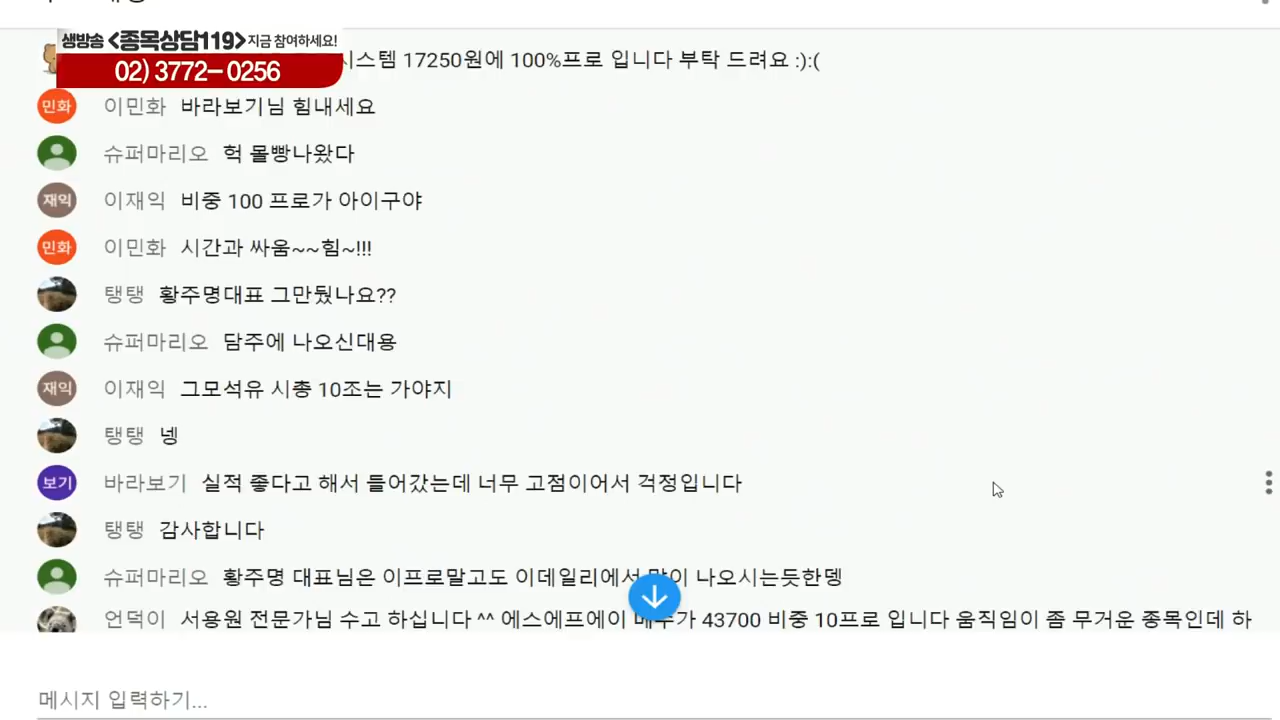 생방송 <종목상담119> 지금 참여하세요!
02) 3772-0256
시스템 17250원에 100%프로 입니다 부탁 드려요 :):(
민화 이민화 바라보기님 힘내세요
슈퍼마리오 헉 몰빵나왔다
재익 이재익 비중 100 프로가 아이구야
민화 이민화 시간과 싸움~~힘~!!!
탱탱 황주명대표 그만뒀나요??
슈퍼마리오 담주에 나오신대용
재익 이재익 그모석유 시총 10조는 가야지
탱탱 넹
보기 바라보기 실적 좋다고 해서 들어갔는데 너무 고점이어서 걱정입니다
탱탱 감사합니다
슈퍼마리오 황주명 대표님은 이프로말고도 이데일리에서 많이 나오시는듯한뎅
언덕이 서용원 전문가님 수고 하십니다 ^^ 에스에프에이 매수가 43700 비중 10프로 입니다 움직임이 좀 무거운 종목인데 하
메시지 입력하기...